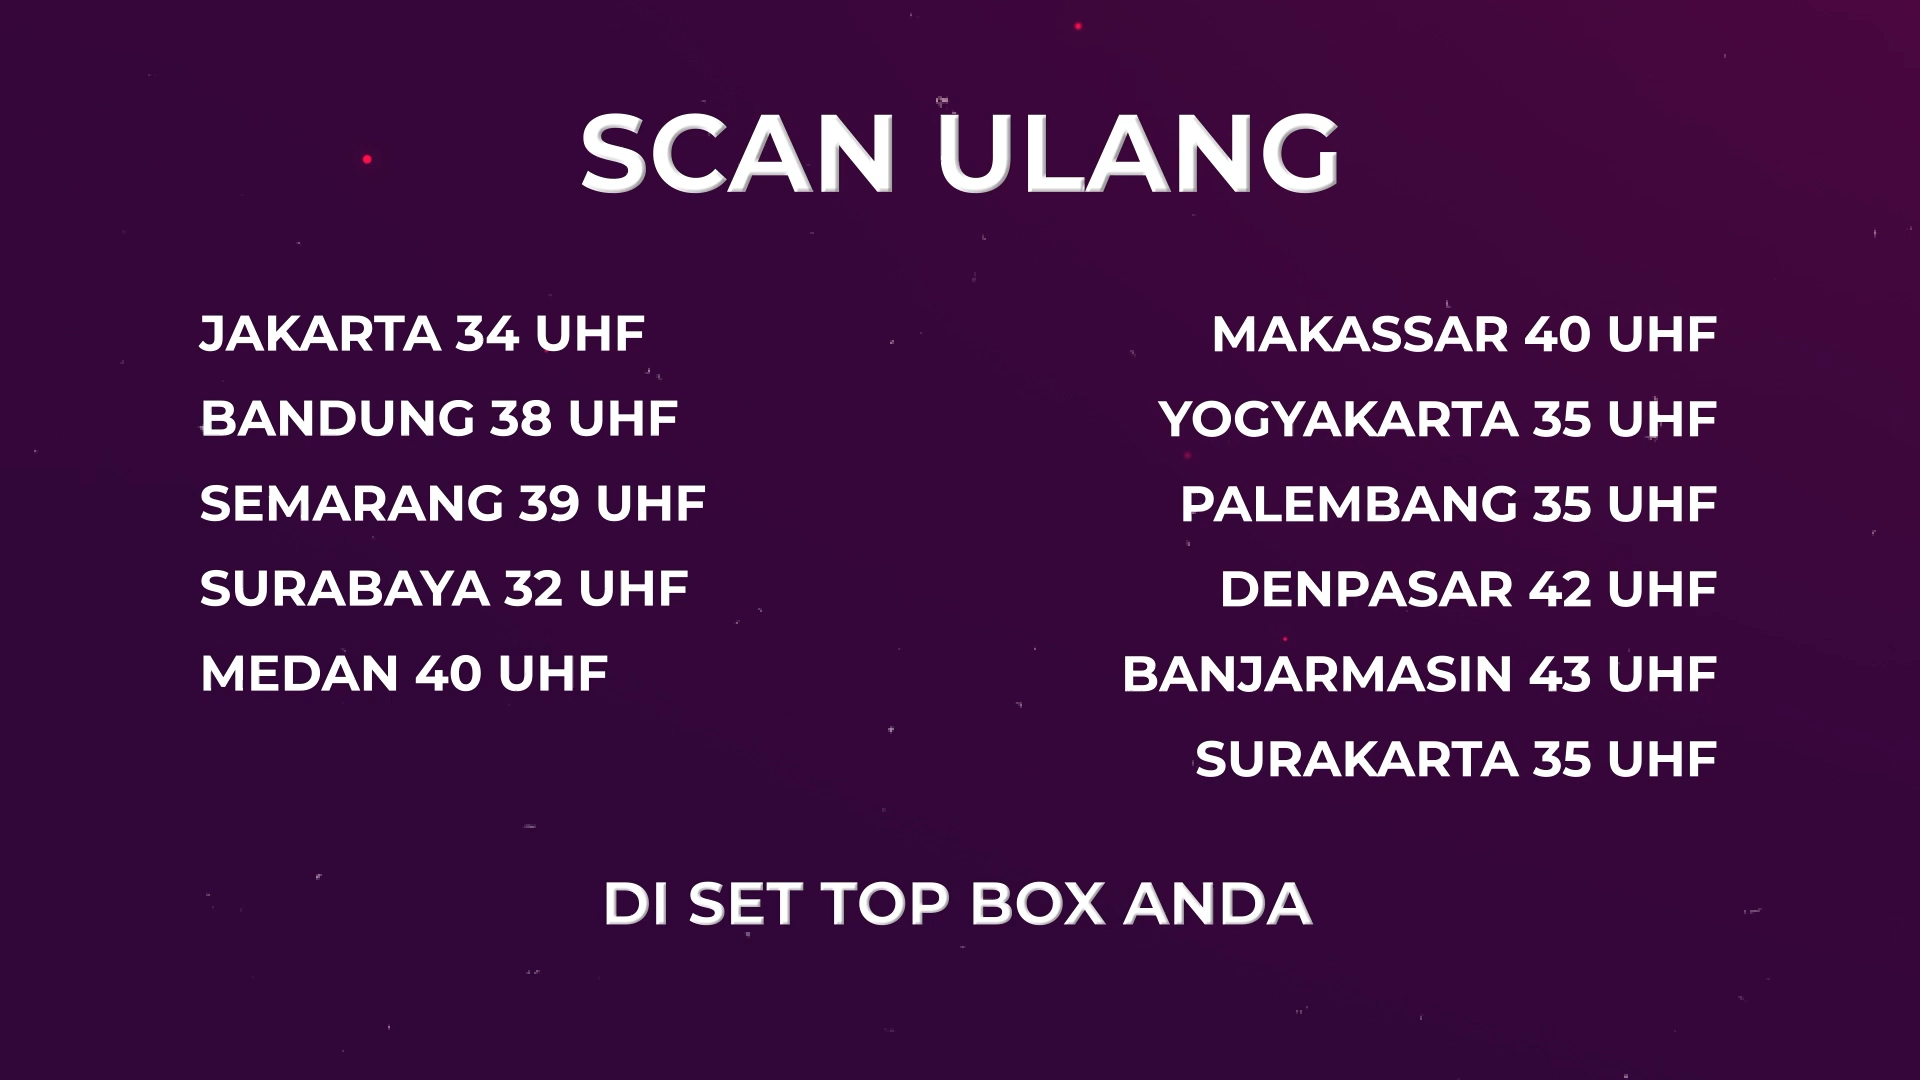 SCAN ULANG
JAKARTA 34 UHF
BANDUNG 38 UHF
SEMARANG 39 UHF
SURABAYA 32 UHF
MEDAN 40 UHF
MAKASSAR 40 UHF
YOGYAKARTA 35 UHF
PALEMBANG 35 UHF
DENPASAR 42 UHF
BANJARMASIN 43 UHF
SURAKARTA 35 UHF
DI SET TOP BOX ANDA